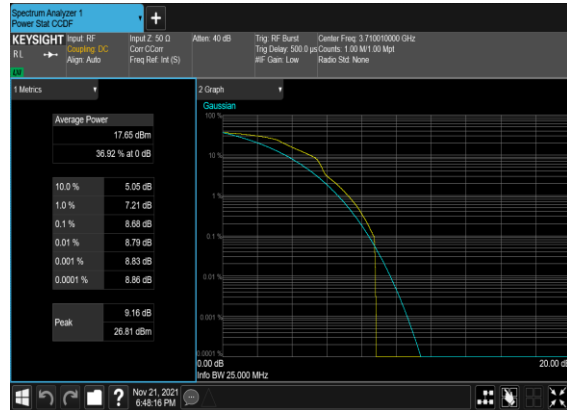 Spectrum Analyzer 1
Power Stat CCDF
+
KEYSIGHT
R L
Input: RF
Coupling: DC
Align: Auto
Input Z: 50 Ω
Corr CCorr
Freq Ref: Int (S)
Atten: 40 dB
Trig: RF Burst
Trig Delay: 500.0 µs
#IF Gain: Low
Center Freq: 3.710010000 GHz
Counts: 1.00 M/1.00 Mpt
Radio Std: None
LW
1 Metrics
Average Power
17.65 dBm
36.92 % at 0 dB
10.0 % 5.05 dB
1.0 % 7.21 dB
0.1 % 8.68 dB
0.01 % 8.79 dB
0.001 % 8.83 dB
0.0001 % 8.86 dB
Peak
9.16 dB
26.81 dBm
2 Graph
Gaussian
100 %
10 %
1 %
0.1 %
0.01 %
0.001 %
0.0001 %
0.00 dB
20.00 dB
Info BW 25.000 MHz
?
Nov 21, 2021
6:48:16 PM